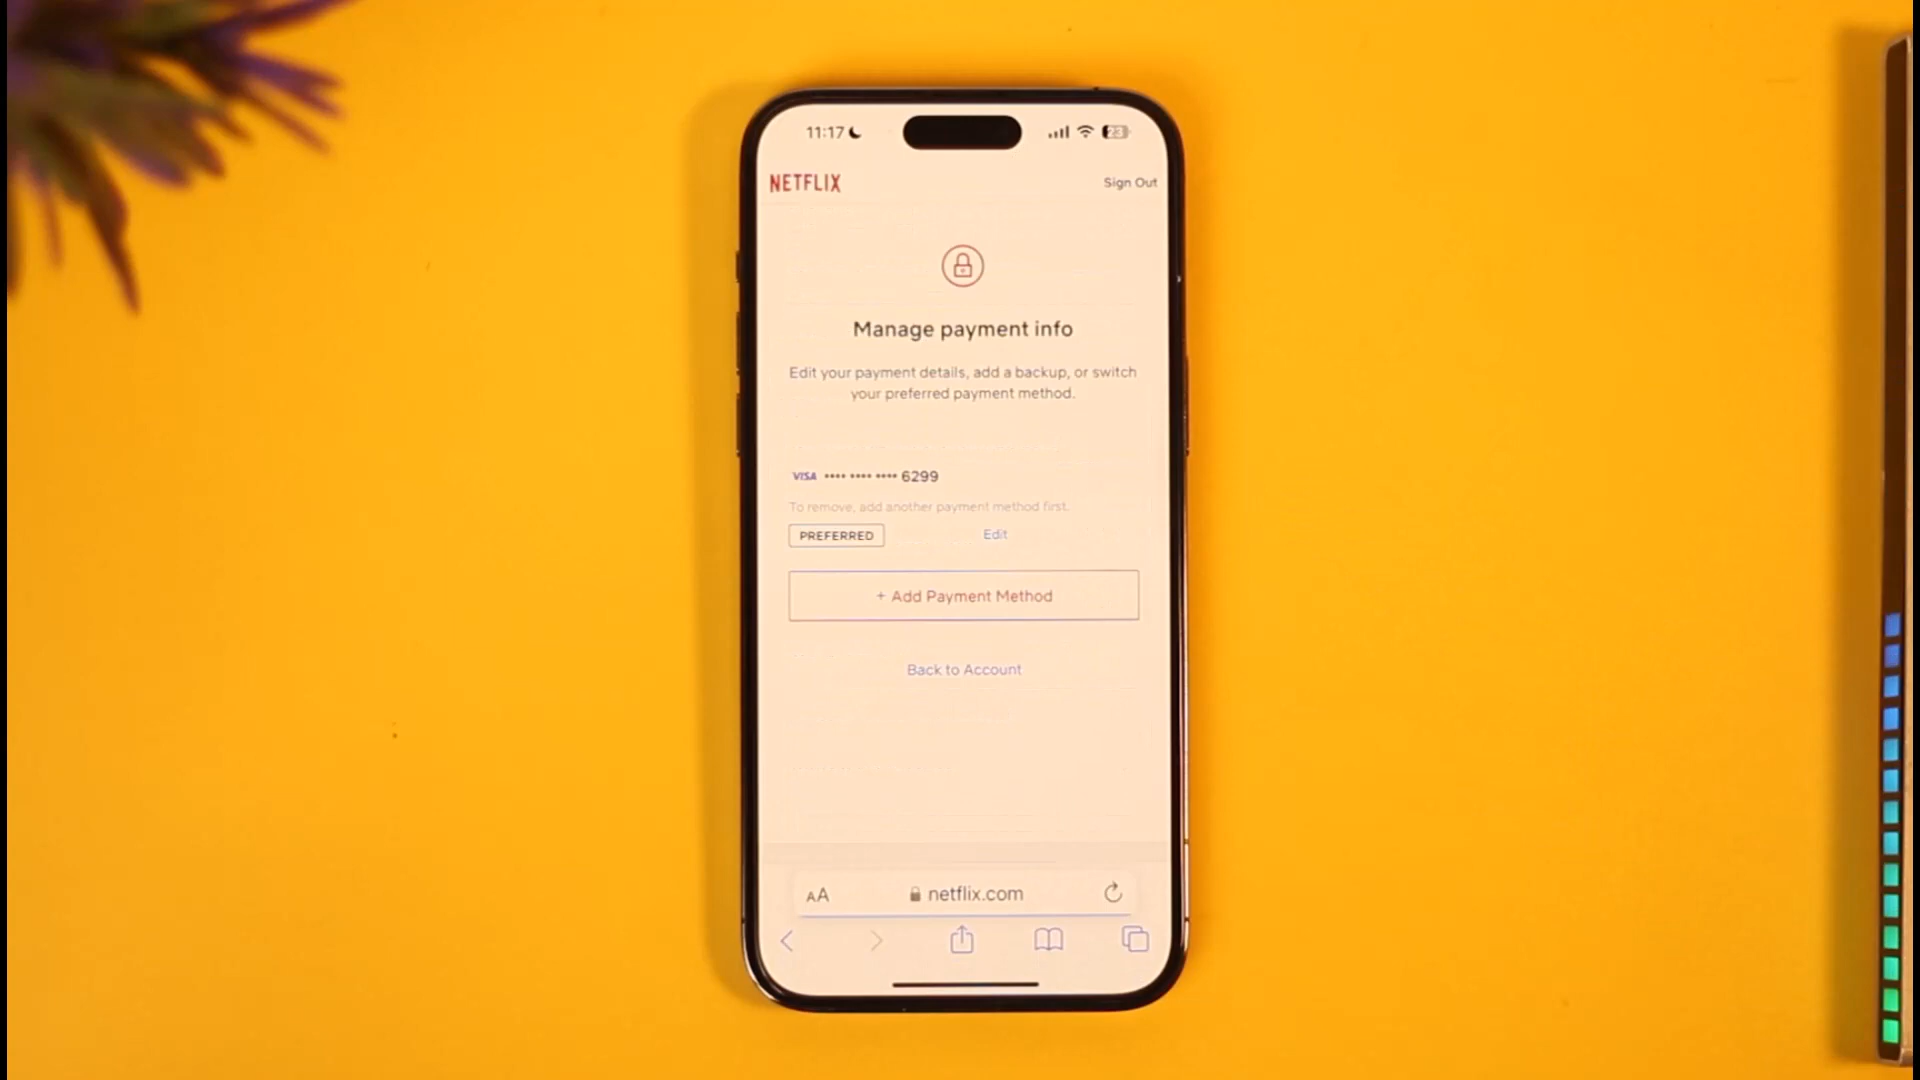 11:17
23
NETFLIX
Sign Out
Manage payment info
Edit your payment details, add a backup, or switch
your preferred payment method.
VISA •••• •••• •••• 6299
To remove, add another payment method first.
PREFERRED
Edit
+ Add Payment Method
Back to Account
AA
netflix.com